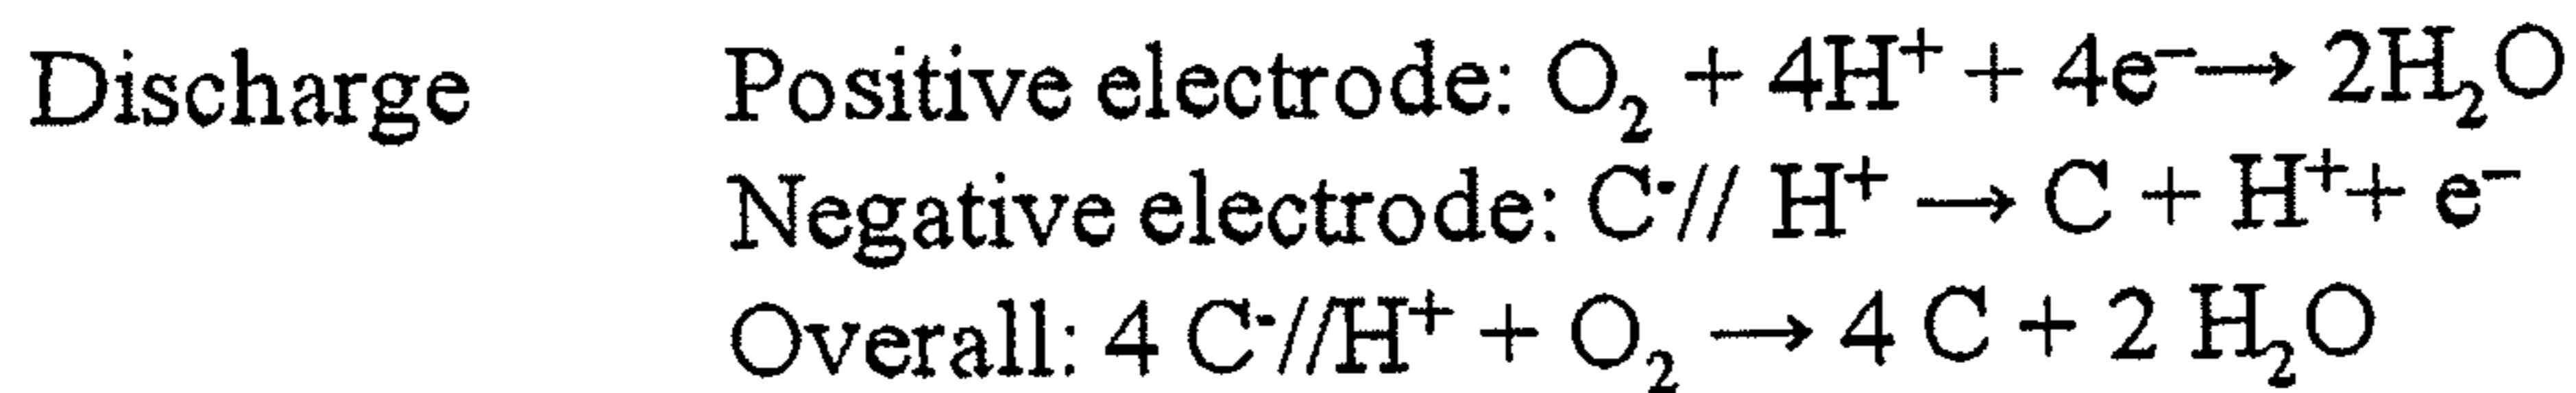 Discharge Positive electrode: O₂ + 4H⁺ + 4e⁻→ 2H₂O
Negative electrode: C⁻// H⁺ → C + H⁺+ e⁻
Overall: 4 C⁻//H⁺ + O₂ → 4 C + 2 H₂O